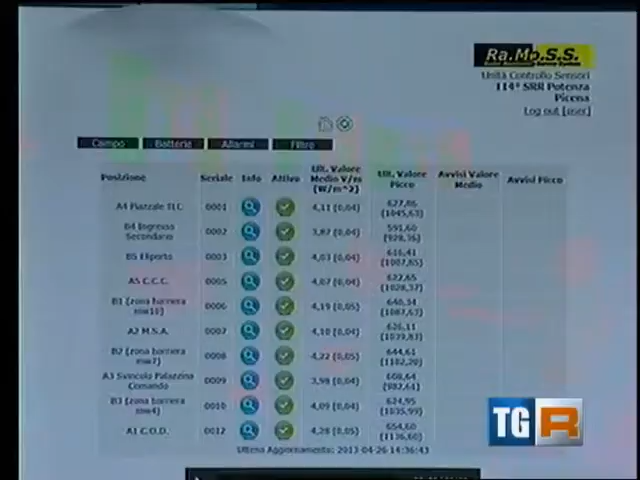 Ra.Mo.S.S.
Unità Controllo Sensori
114° SRR Potenza
Picena
Log out [user]
Campo Batterie Allarmi Filtro
Posizione Seriale Info Attivo Ult. Valore Medio V/m (W/m^2) Ult. Valore Picco Avvisi Valore Medio Avvisi Picco
A4 Piazzale TLC 0001 4,11 (0,04) 627,86 (1045,63)
B4 Ingresso Secondario 0002 3,87 (0,04) 591,60 (928,36)
B5 Eliporto 0003 4,03 (0,04) 616,41 (1007,85)
A5 C.C.C. 0005 4,07 (0,04) 622,65 (1028,37)
B1 (zona barriera mw10) 0006 4,19 (0,05) 640,34 (1087,63)
A2 M.S.A. 0007 4,10 (0,04) 626,11 (1039,83)
B2 (zona barriera mw7) 0008 4,22 (0,05) 644,61 (1102,20)
A3 Svincolo Palazzina Comando 0009 3,98 (0,04) 608,64 (982,61)
B3 (zona barriera mw4) 0010 4,09 (0,04) 624,95 (1035,99)
A1 C.O.D. 0012 4,28 (0,05) 654,60 (1136,60)
Ultimo Aggiornamento: 2013-04-26 14:36:43
TGR